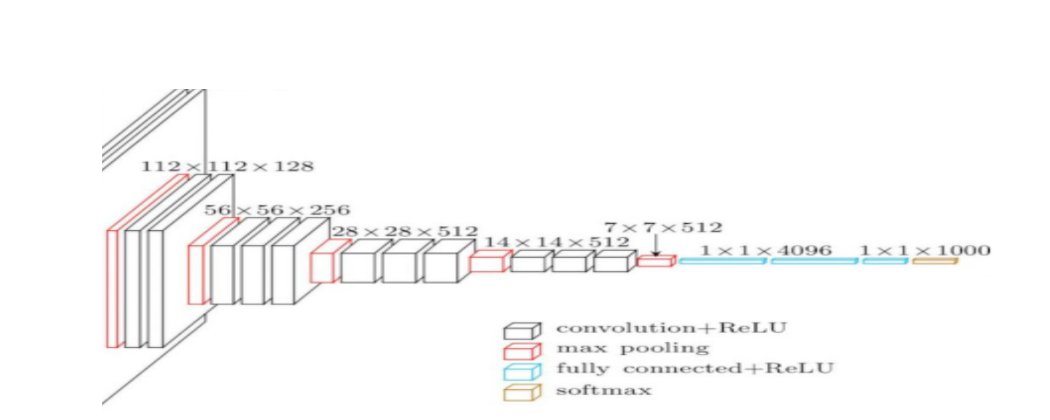 112 × 112 × 128
56 × 56 × 256
28 × 28 × 512
14 × 14 × 512
7 × 7 × 512
1 × 1 × 4096
1 × 1 × 1000
convolution+ReLU
max pooling
fully connected+ReLU
softmax